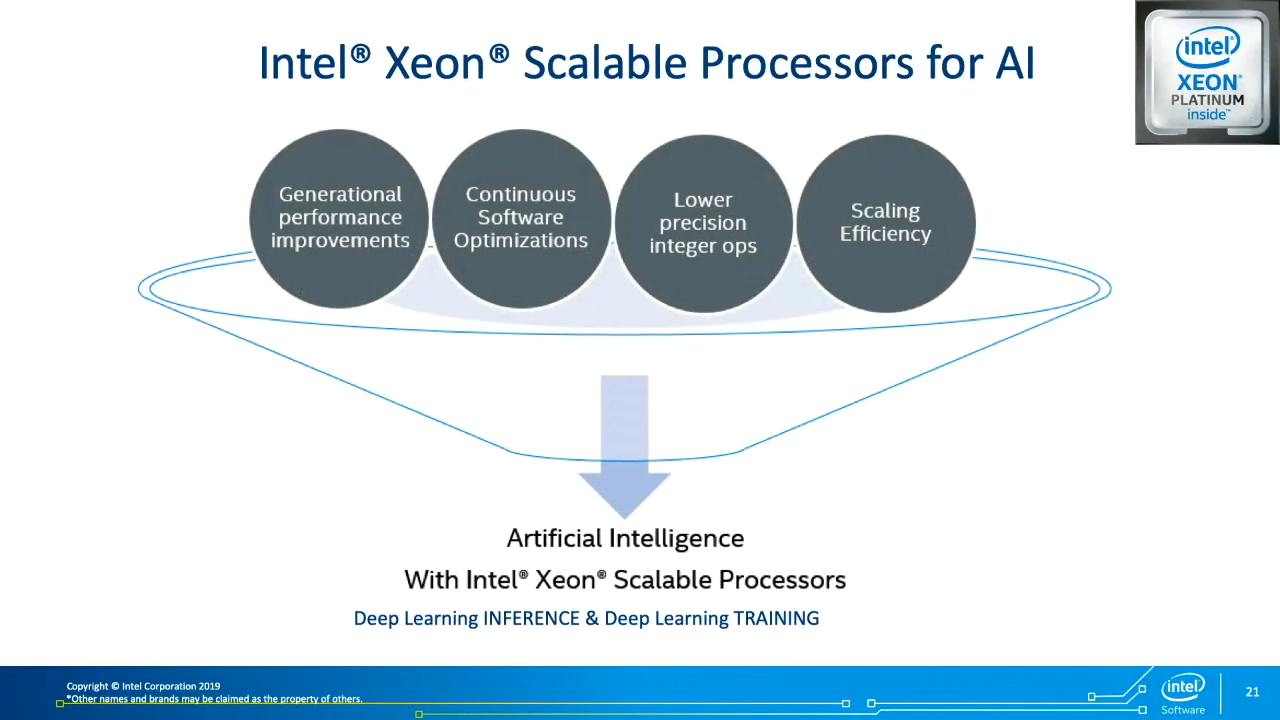 Intel® Xeon® Scalable Processors for AI
intel®
XEON®
PLATINUM
inside™
Generational
performance
improvements
Continuous
Software
Optimizations
Lower
precision
integer ops
Scaling
Efficiency
Artificial Intelligence
With Intel® Xeon® Scalable Processors
Deep Learning INFERENCE & Deep Learning TRAINING
Copyright © Intel Corporation 2019
*Other names and brands may be claimed as the property of others.
intel
Software
21